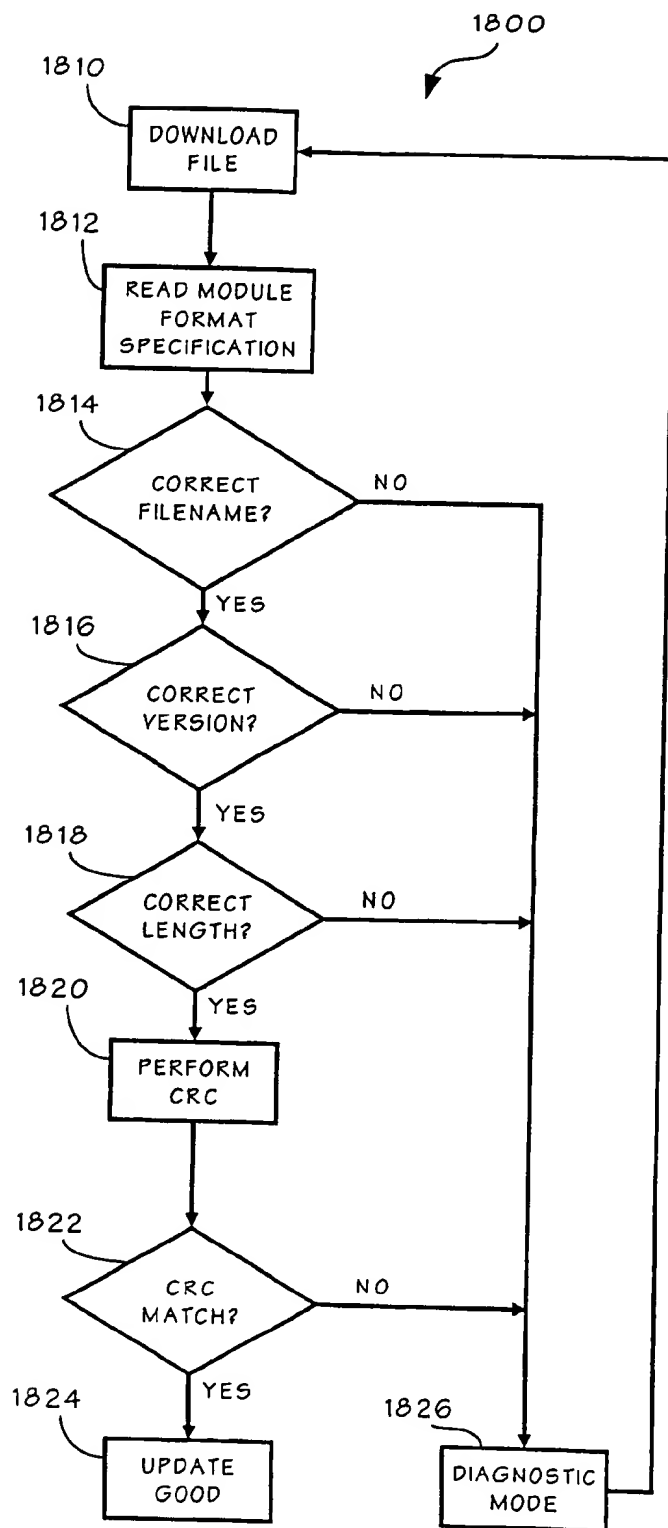 1800
1810
DOWNLOAD
FILE
1812
READ MODULE
FORMAT
SPECIFICATION
1814
CORRECT
FILENAME?
NO
YES
1816
CORRECT
VERSION?
NO
YES
1818
CORRECT
LENGTH?
NO
YES
1820
PERFORM
CRC
1822
CRC
MATCH?
NO
YES
1824
UPDATE
GOOD
1826
DIAGNOSTIC
MODE